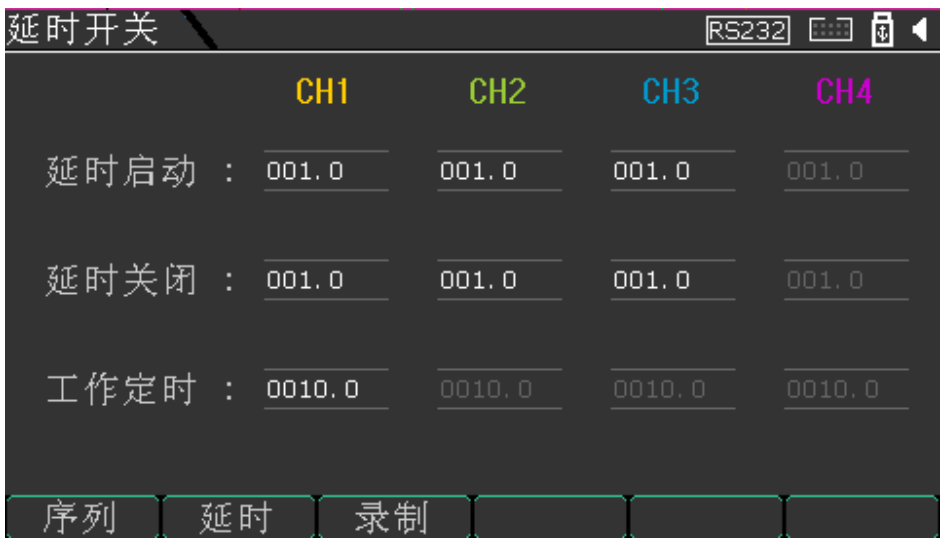 延时开关 RS232
CH1 CH2 CH3 CH4
延时启动 : 001.0 001.0 001.0 001.0
延时关闭 : 001.0 001.0 001.0 001.0
工作定时 : 0010.0 0010.0 0010.0 0010.0
序列 延时 录制